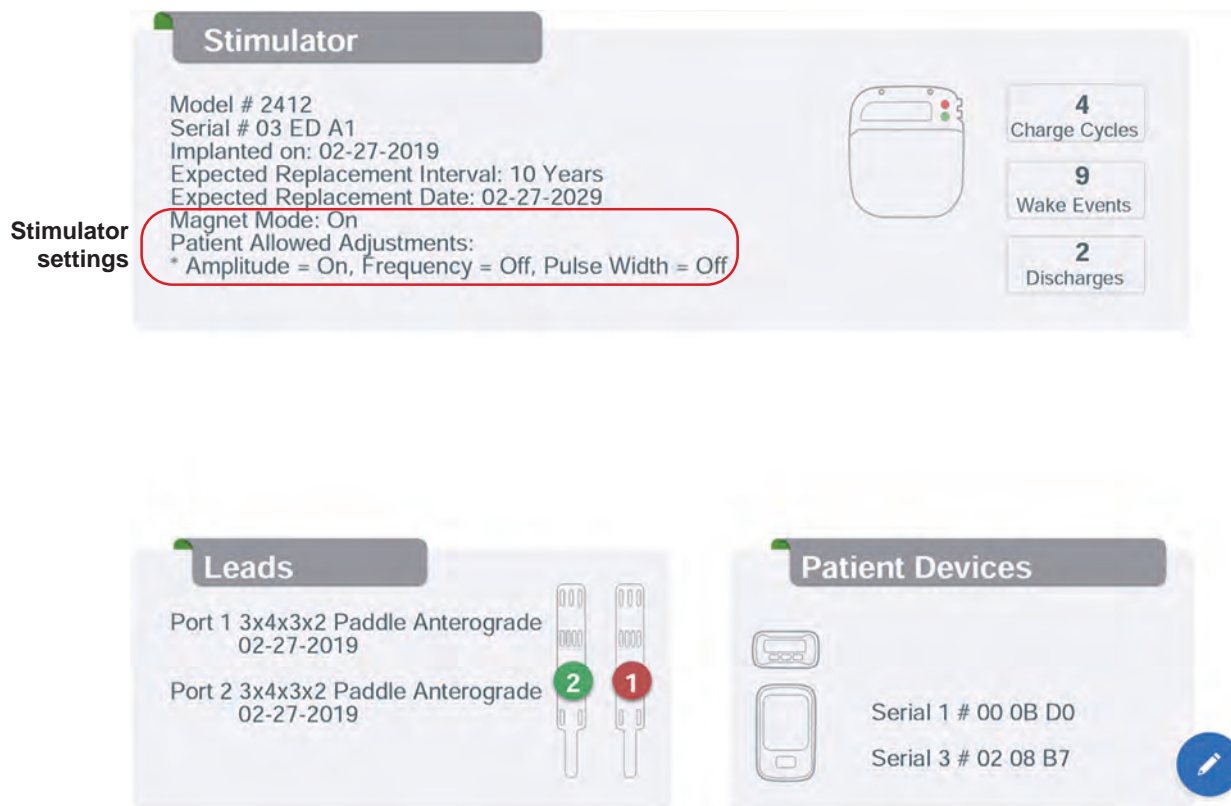 Stimulator
Model # 2412
Serial # 03 ED A1
Implanted on: 02-27-2019
Expected Replacement Interval: 10 Years
Expected Replacement Date: 02-27-2029
Magnet Mode: On
Patient Allowed Adjustments:
* Amplitude = On, Frequency = Off, Pulse Width = Off
Stimulator
settings
4
Charge Cycles
9
Wake Events
2
Discharges
Leads
Port 1 3x4x3x2 Paddle Anterograde
02-27-2019
Port 2 3x4x3x2 Paddle Anterograde
02-27-2019
2
1
Patient Devices
Serial 1 # 00 0B D0
Serial 3 # 02 08 B7